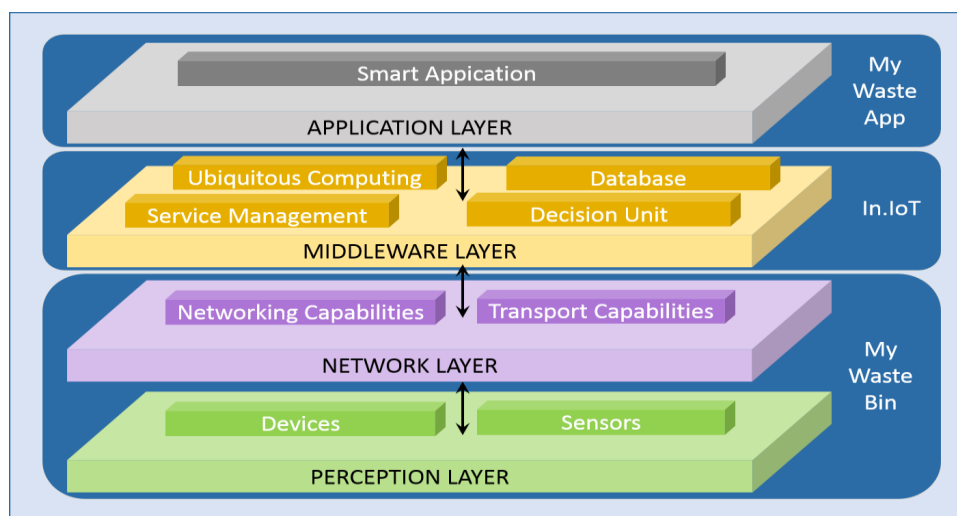 Smart Appication
APPLICATION LAYER
My
Waste
App
Ubiquitous Computing
Database
Service Management
Decision Unit
MIDDLEWARE LAYER
In.IoT
Networking Capabilities
Transport Capabilities
NETWORK LAYER
Devices
Sensors
PERCEPTION LAYER
My
Waste
Bin